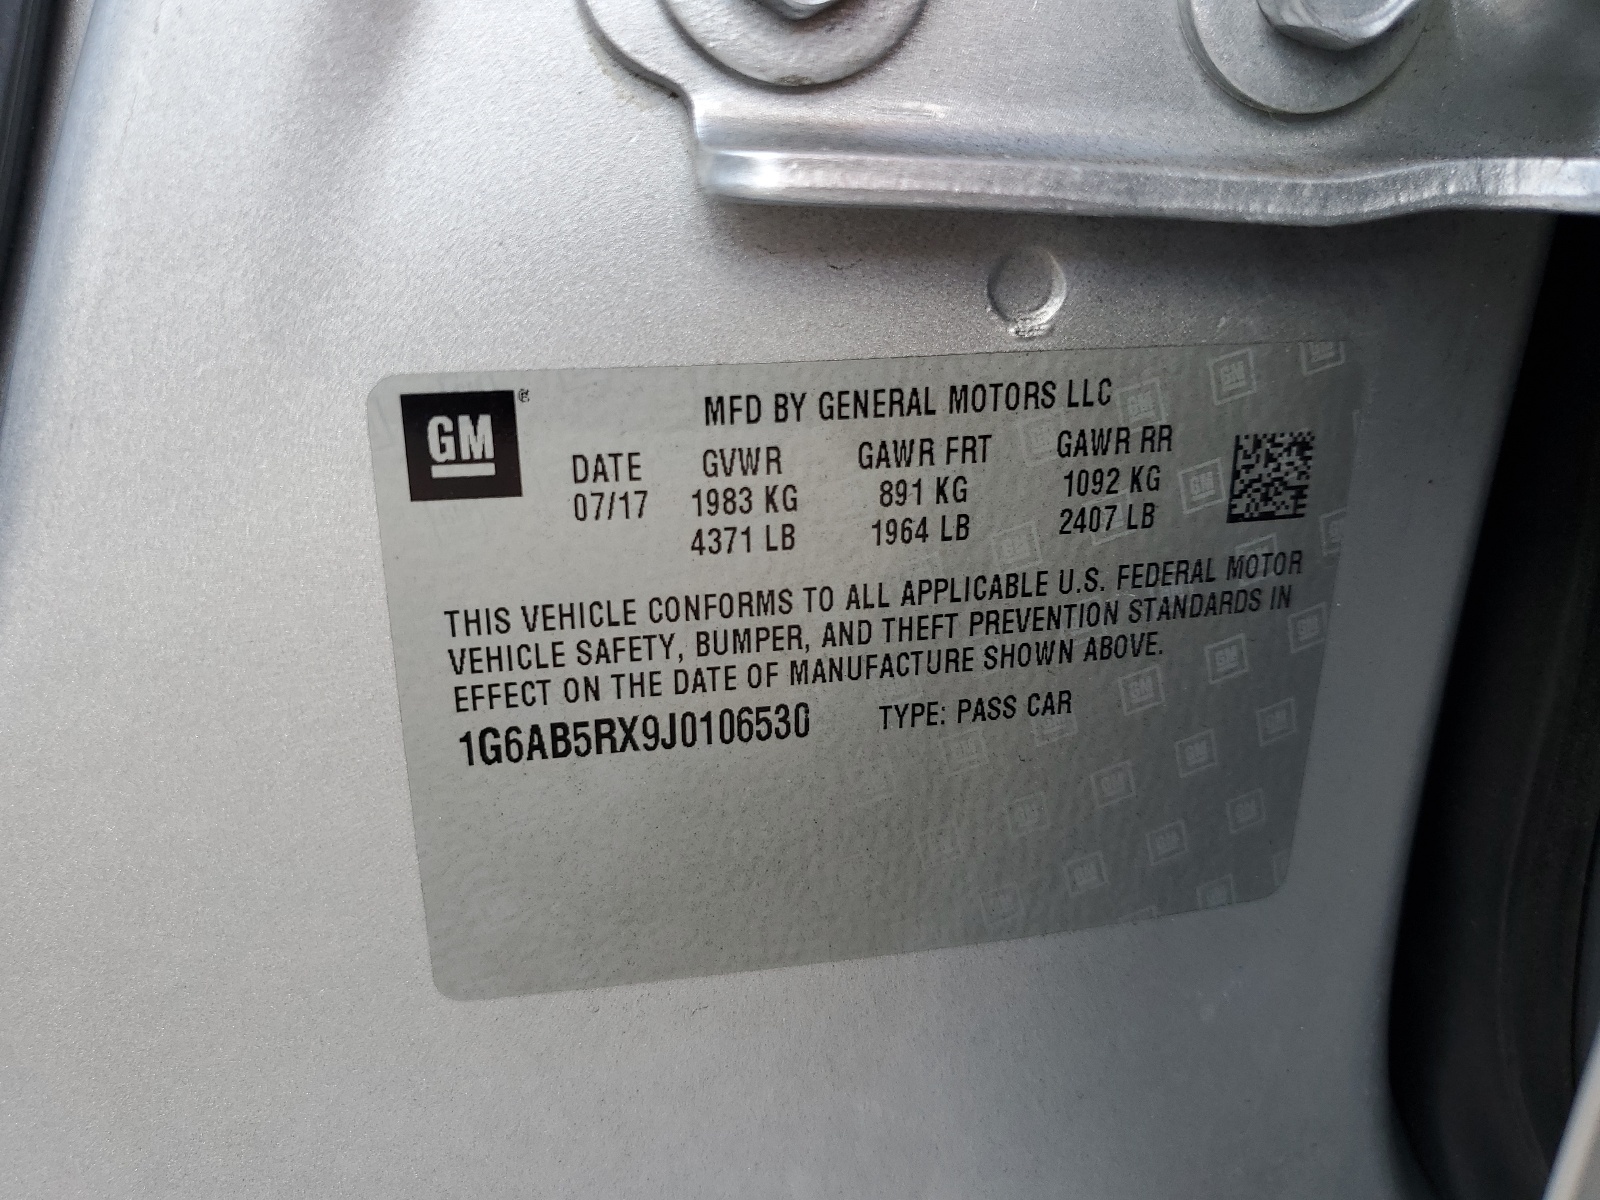 GM ®
MFD BY GENERAL MOTORS LLC
DATE GVWR GAWR FRT GAWR RR
07/17 1983 KG 891 KG 1092 KG
4371 LB 1964 LB 2407 LB
THIS VEHICLE CONFORMS TO ALL APPLICABLE U.S. FEDERAL MOTOR
VEHICLE SAFETY, BUMPER, AND THEFT PREVENTION STANDARDS IN
EFFECT ON THE DATE OF MANUFACTURE SHOWN ABOVE.
1G6AB5RX9J0106530 TYPE: PASS CAR